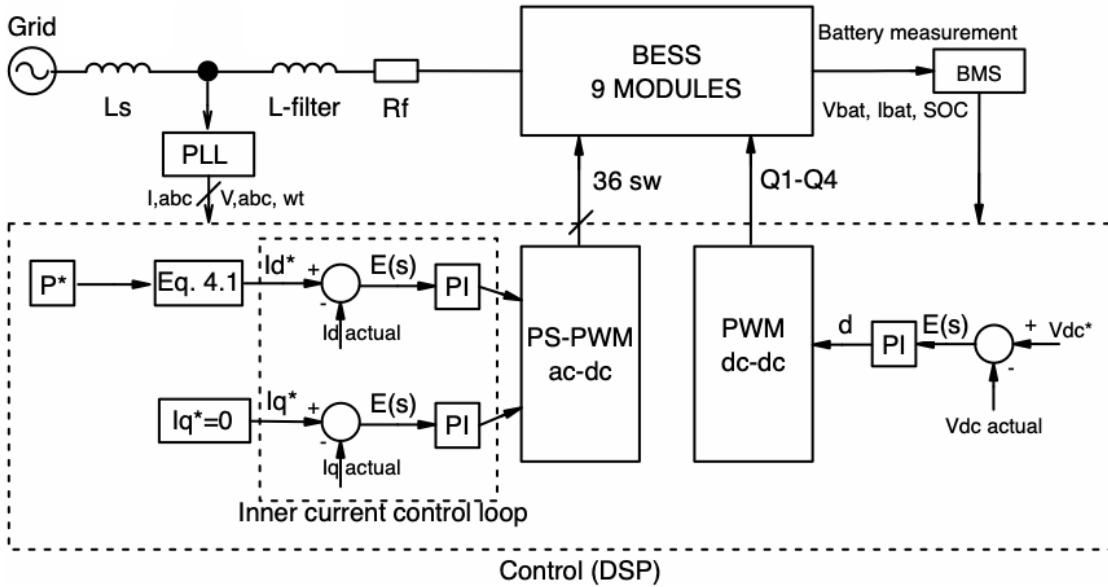 Grid
Ls
L-filter
Rf
BESS
9 MODULES
Battery measurement
BMS
Vbat, Ibat, SOC
PLL
I,abc
V,abc, wt
36 sw
Q1-Q4
P*
Eq. 4.1
Id*
+
-
E(s)
PI
Id actual
Iq*=0
Iq*
+
-
E(s)
PI
Iq actual
Inner current control loop
PS-PWM
ac-dc
PWM
dc-dc
d
PI
E(s)
+
-
Vdc*
Vdc actual
Control (DSP)